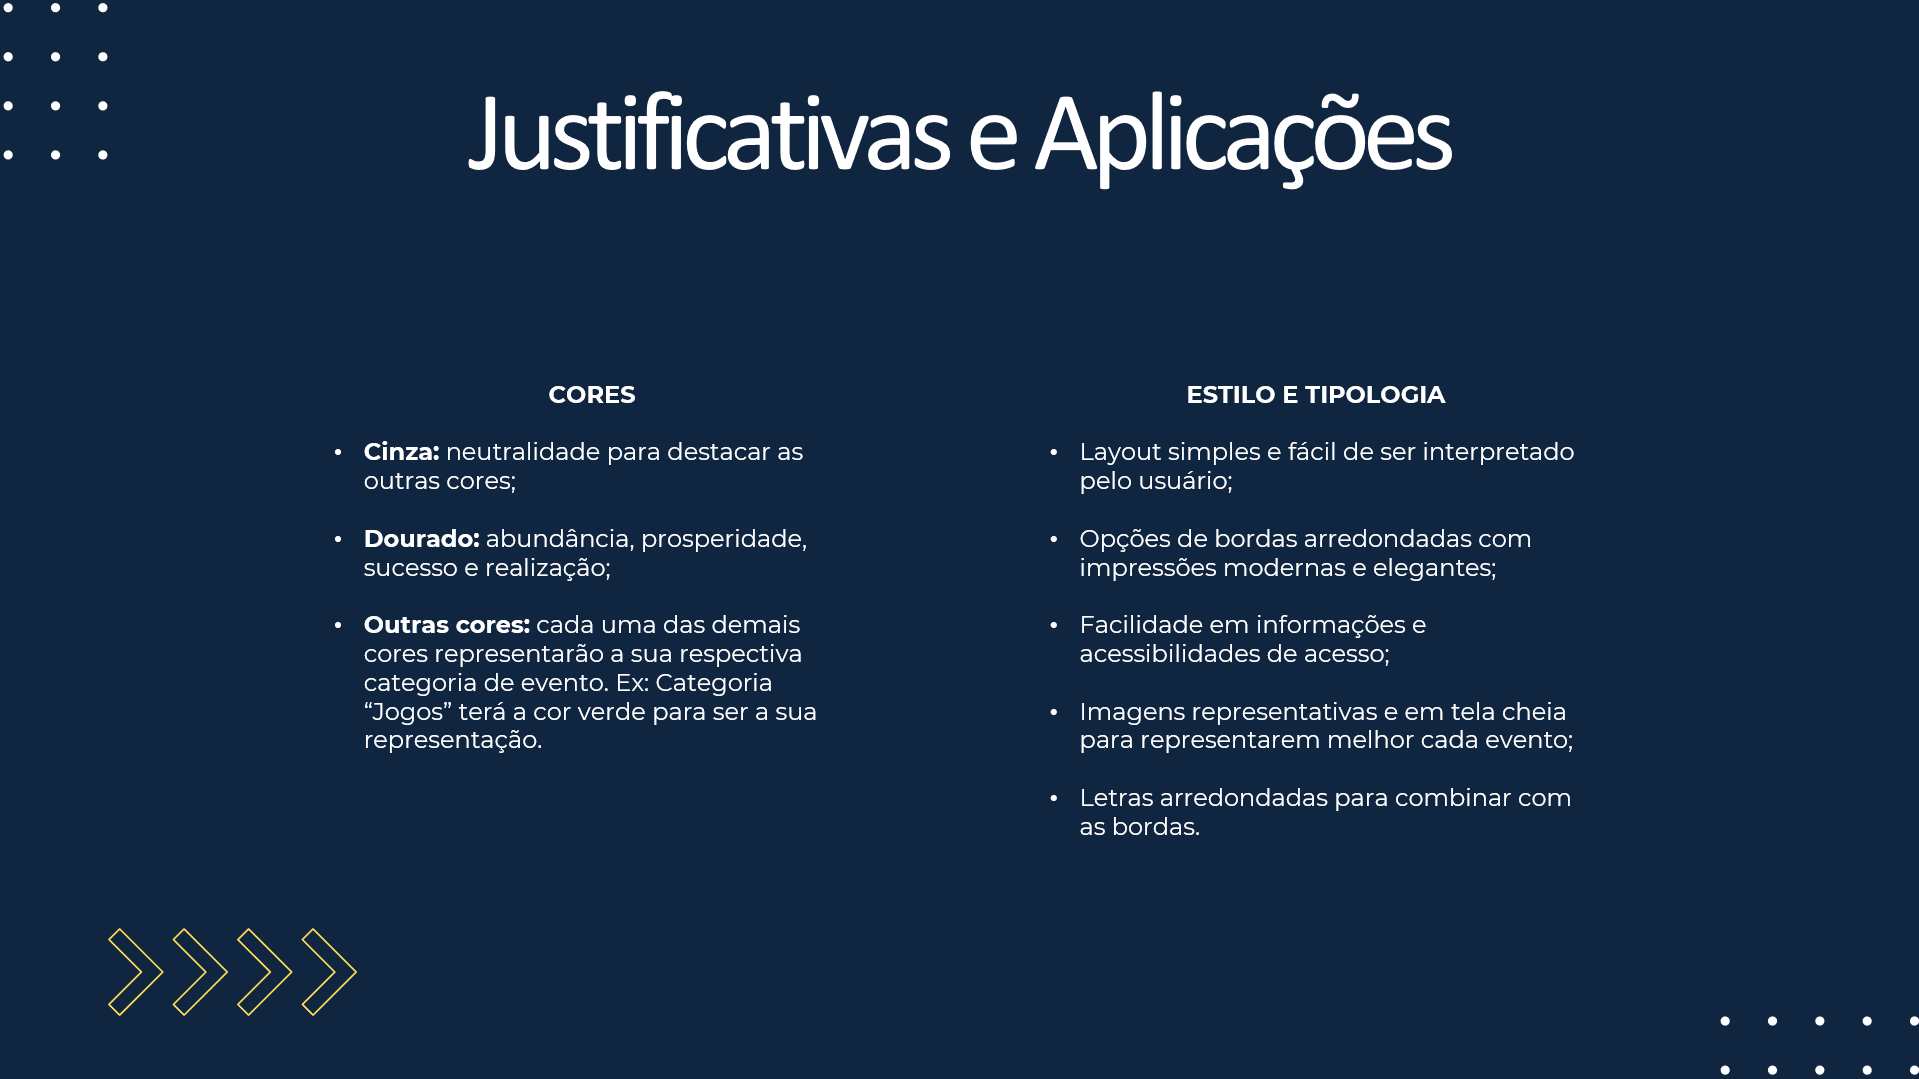 Justificativas e Aplicações
CORES
• Cinza: neutralidade para destacar as
outras cores;
• Dourado: abundância, prosperidade,
sucesso e realização;
• Outras cores: cada uma das demais
cores representarão a sua respectiva
categoria de evento. Ex: Categoria
“Jogos” terá a cor verde para ser a sua
representação.
ESTILO E TIPOLOGIA
• Layout simples e fácil de ser interpretado
pelo usuário;
• Opções de bordas arredondadas com
impressões modernas e elegantes;
• Facilidade em informações e
acessibilidades de acesso;
• Imagens representativas e em tela cheia
para representarem melhor cada evento;
• Letras arredondadas para combinar com
as bordas.